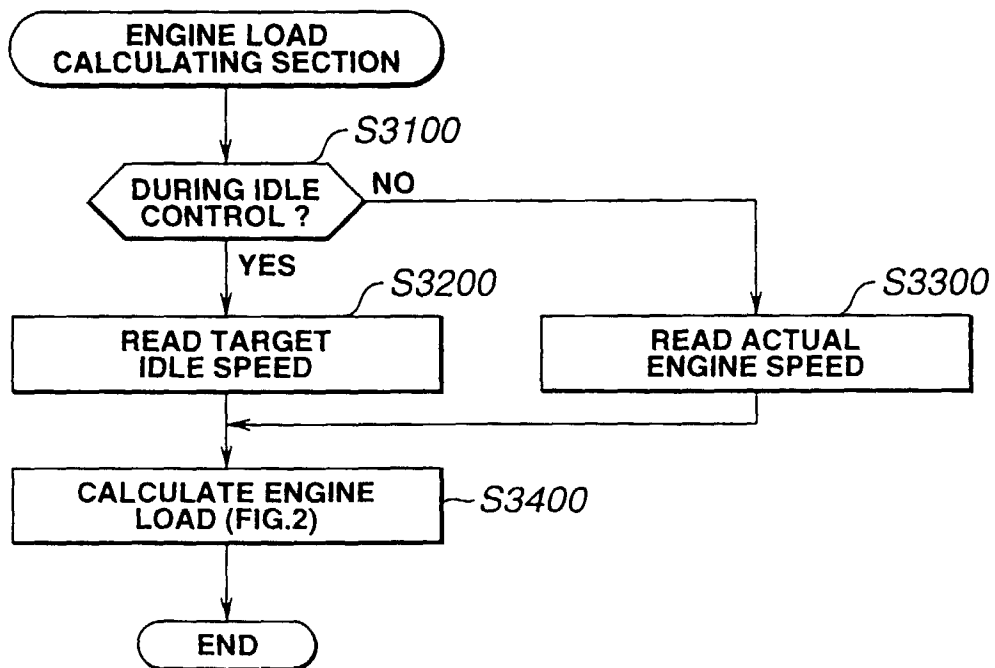 ENGINE LOAD
CALCULATING SECTION
S3100
DURING IDLE
CONTROL ?
NO
YES
S3200
READ TARGET
IDLE SPEED
S3300
READ ACTUAL
ENGINE SPEED
CALCULATE ENGINE
LOAD (FIG.2)
S3400
END